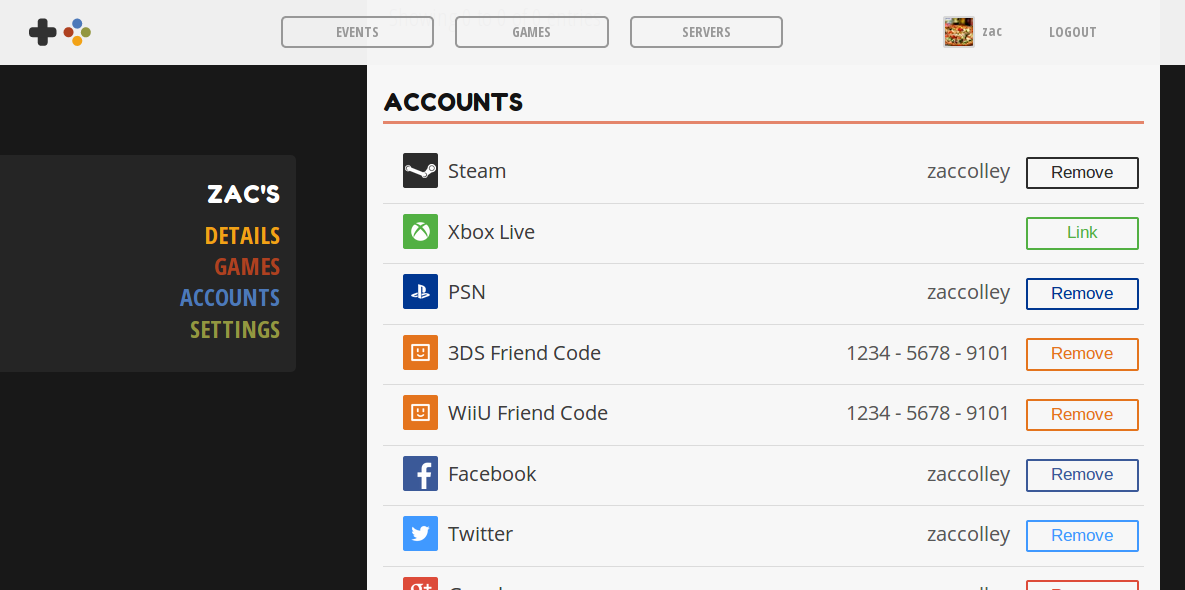 EVENTS GAMES SERVERS zac LOGOUT
ACCOUNTS
ZAC'S
DETAILS
GAMES
ACCOUNTS
SETTINGS
Steam zaccolley Remove
Xbox Live Link
PSN zaccolley Remove
3DS Friend Code 1234 - 5678 - 9101 Remove
WiiU Friend Code 1234 - 5678 - 9101 Remove
Facebook zaccolley Remove
Twitter zaccolley Remove